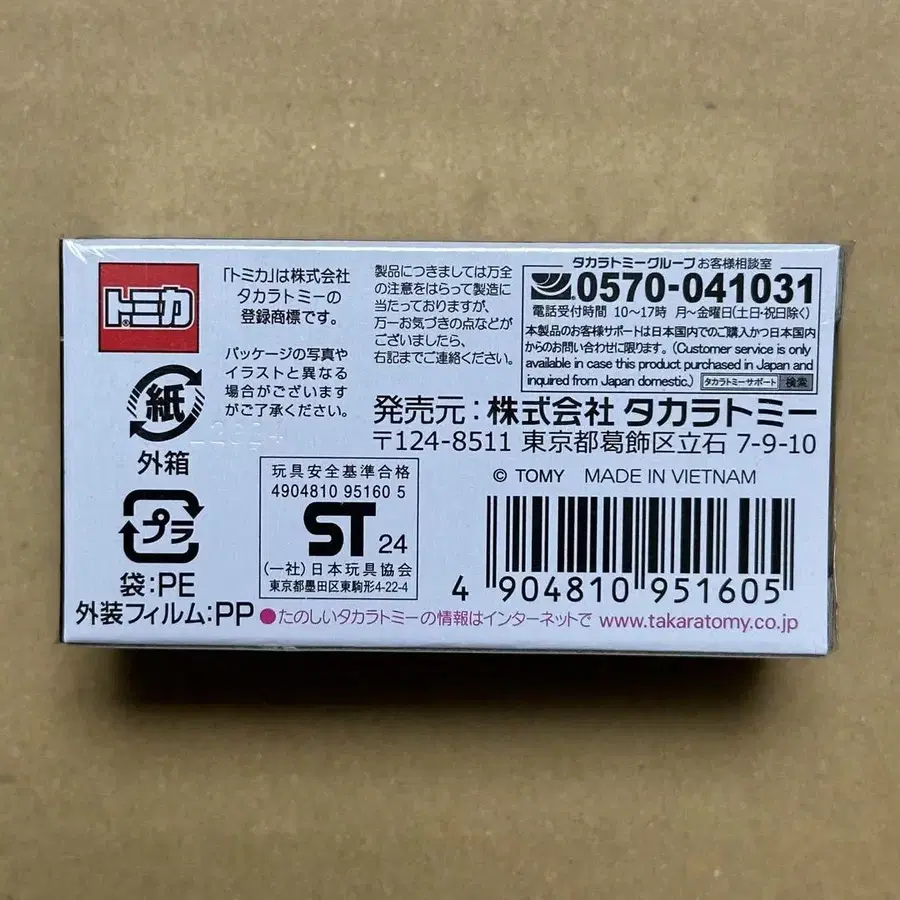 トミカ
®
「トミカ」は株式会社
タカラトミーの
登録商標です。
パッケージの写真や
イラストと異なる
場合がございます
がご了承ください。
製品につきましては万全
の注意をはらって製造に
当たっておりますが、
万一お気づきの点などが
ございましたら、
右記までご連絡ください。
タカラトミーグループ お客様相談室
0570-041031
電話受付時間 10〜17時 月〜金曜日(土日・祝日除く)
本製品のお客様サポートは日本国内でのご購入かつ日本国内
からのお問い合わせに限ります。(Customer service is only
available in case this product purchased in Japan and
inquired from Japan domestic.) タカラトミーサポート 検索
発売元:株式会社 タカラトミー
〒124-8511 東京都葛飾区立石 7-9-10
© TOMY MADE IN VIETNAM
紙
外箱
プラ
袋:PE
外装フィルム:PP
玩具安全基準合格
4904810 95160 5
ST 24
(一社)日本玩具協会
東京都墨田区東駒形4-22-4
4 904810 951605
●たのしいタカラトミーの情報はインターネットで www.takaratomy.co.jp